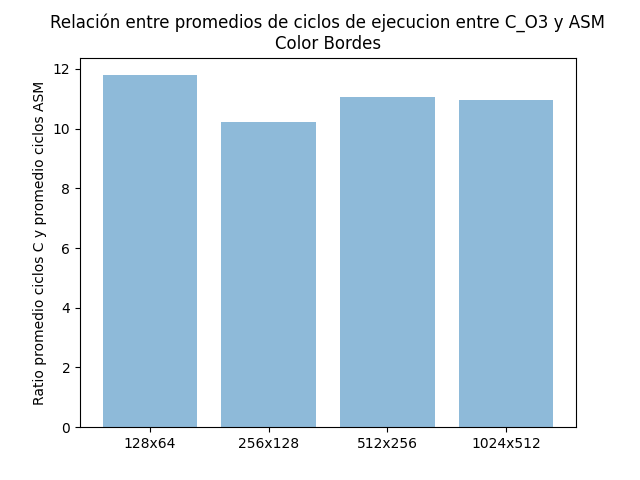 Relación entre promedios de ciclos de ejecucion entre C_O3 y ASM
Color Bordes
Ratio promedio ciclos C y promedio ciclos ASM
12
10
8
6
4
2
0
128x64
256x128
512x256
1024x512